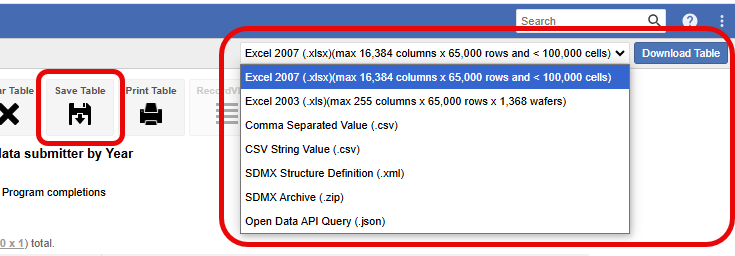 Search
Excel 2007 (.xlsx)(max 16,384 columns x 65,000 rows and < 100,000 cells)
Download Table
Excel 2007 (.xlsx)(max 16,384 columns x 65,000 rows and < 100,000 cells)
Excel 2003 (.xls)(max 255 columns x 65,000 rows x 1,368 wafers)
Comma Separated Value (.csv)
CSV String Value (.csv)
SDMX Structure Definition (.xml)
SDMX Archive (.zip)
Open Data API Query (.json)
ar Table
Save Table
Print Table
RecordV
data submitter by Year
Program completions
0 x 1) total.